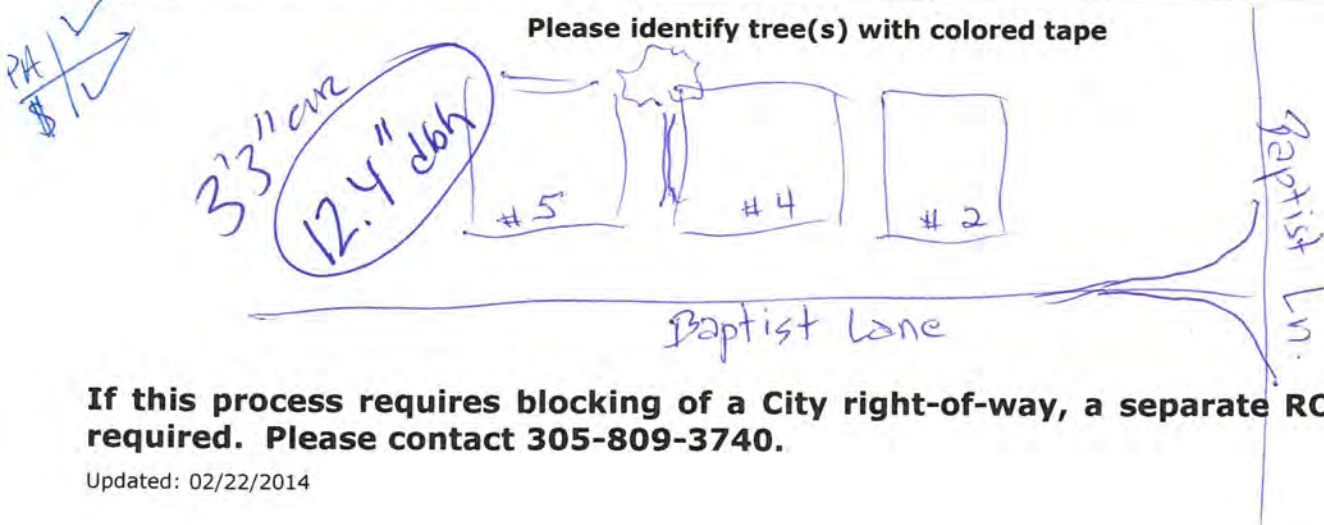 Please identify tree(s) with colored tape
PA ✓
$ ✓
3'3" circ
12.4" dbh
#5
#4
#2
Baptist Lane
Baptist Ln.
If this process requires blocking of a City right-of-way, a separate RO
required. Please contact 305-809-3740.
Updated: 02/22/2014